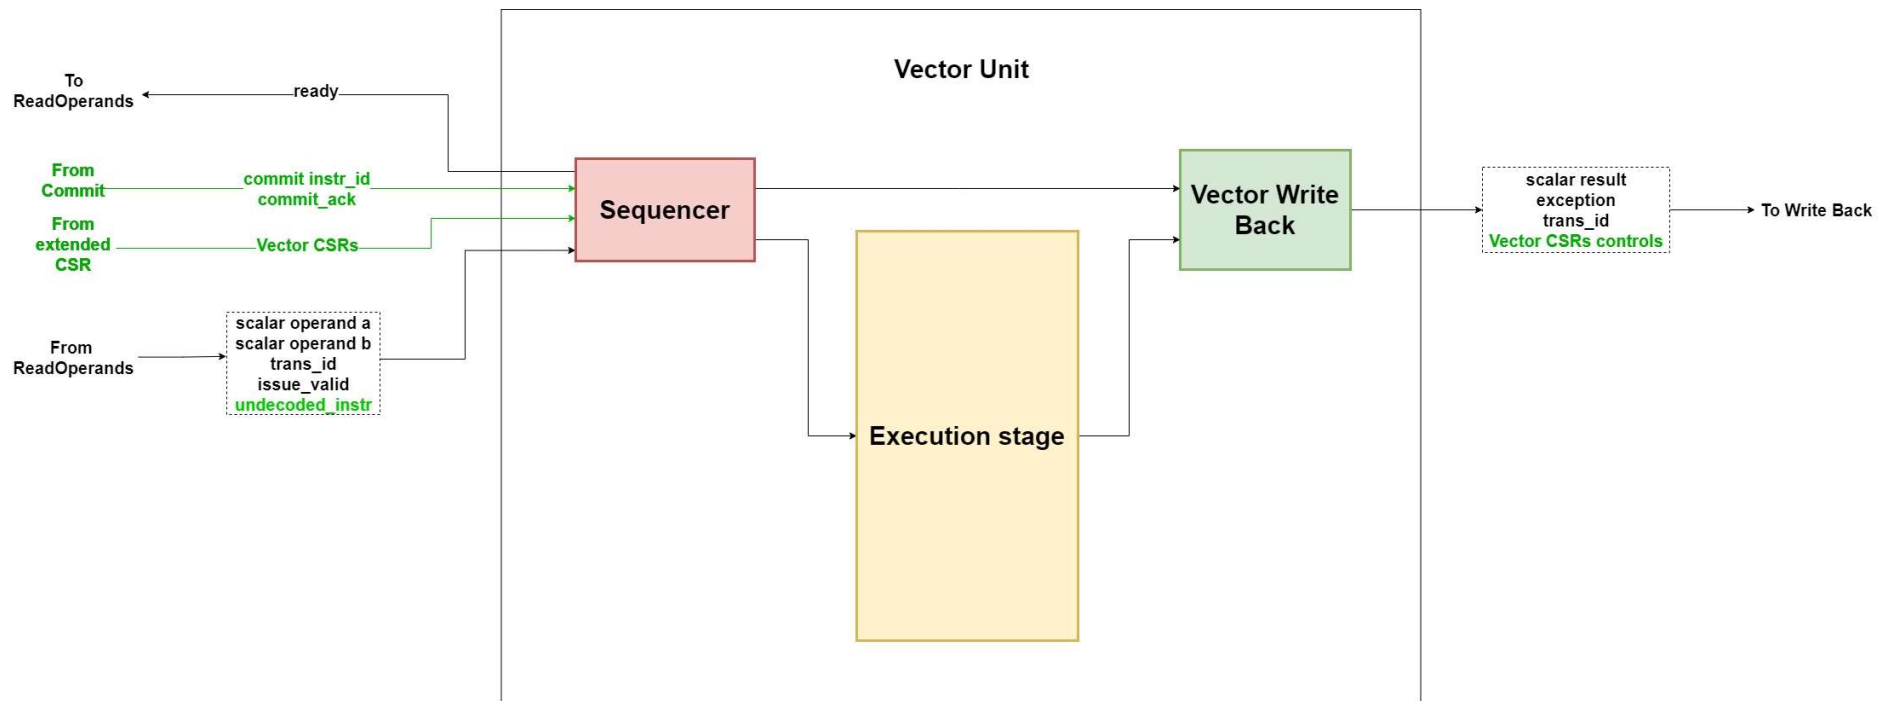 Vector Unit
To
ReadOperands
ready
From
Commit
commit instr_id
commit_ack
From
extended
CSR
Vector CSRs
From
ReadOperands
scalar operand a
scalar operand b
trans_id
issue_valid
undecoded_instr
Sequencer
Execution stage
Vector Write
Back
scalar result
exception
trans_id
Vector CSRs controls
To Write Back